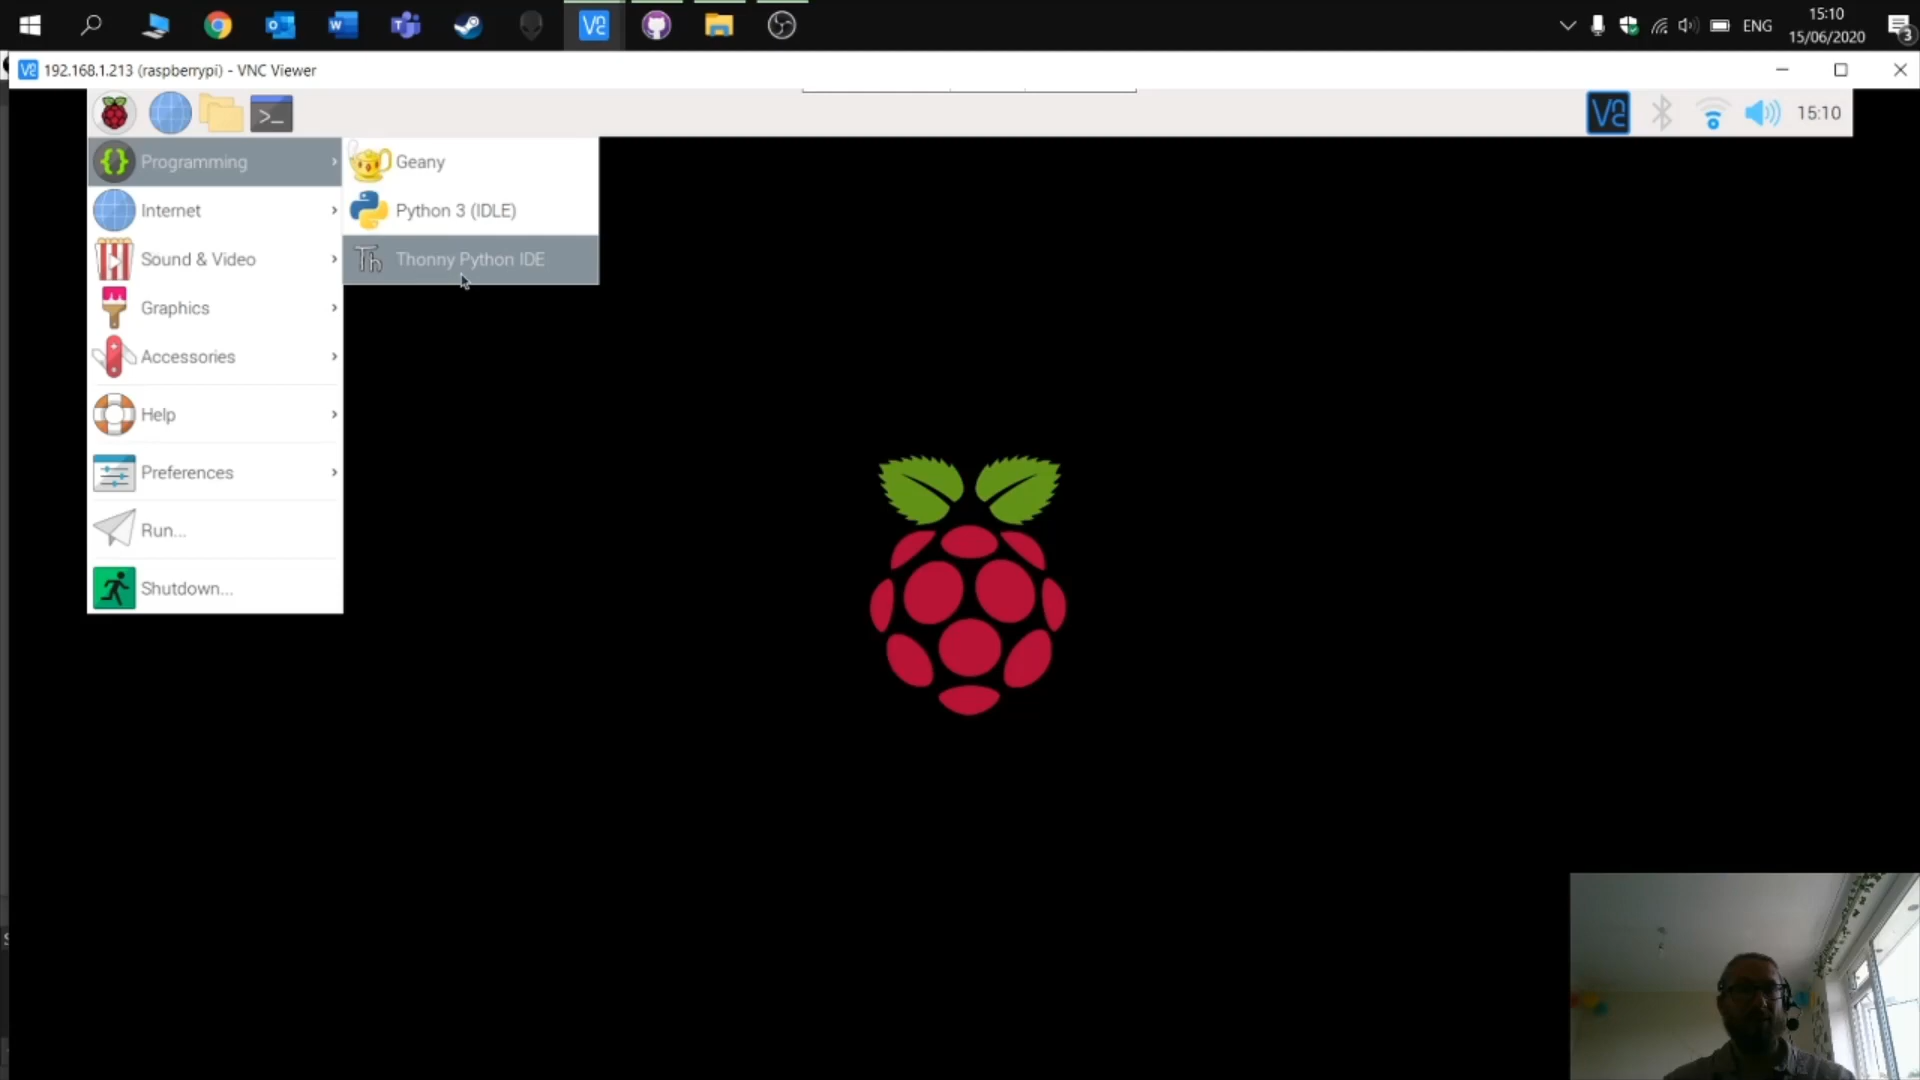 ENG
15:10
15/06/2020
3
192.168.1.213 (raspberrypi) - VNC Viewer
15:10
Programming
Geany
Internet
Python 3 (IDLE)
Sound & Video
Thonny Python IDE
Graphics
Accessories
Help
Preferences
Run...
Shutdown...